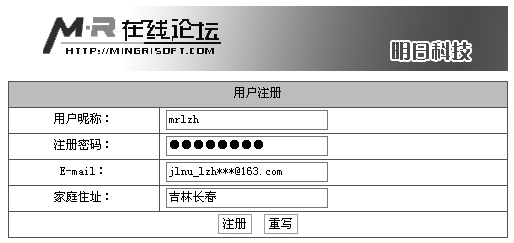 M·R在线论坛
HTTP://MINGRISOFT.COM
明日科技
用户注册
用户昵称： mrlzh
注册密码： ●●●●●●●●
E-mail： jlnu_lzh***@163.com
家庭住址： 吉林长春
注册 重写